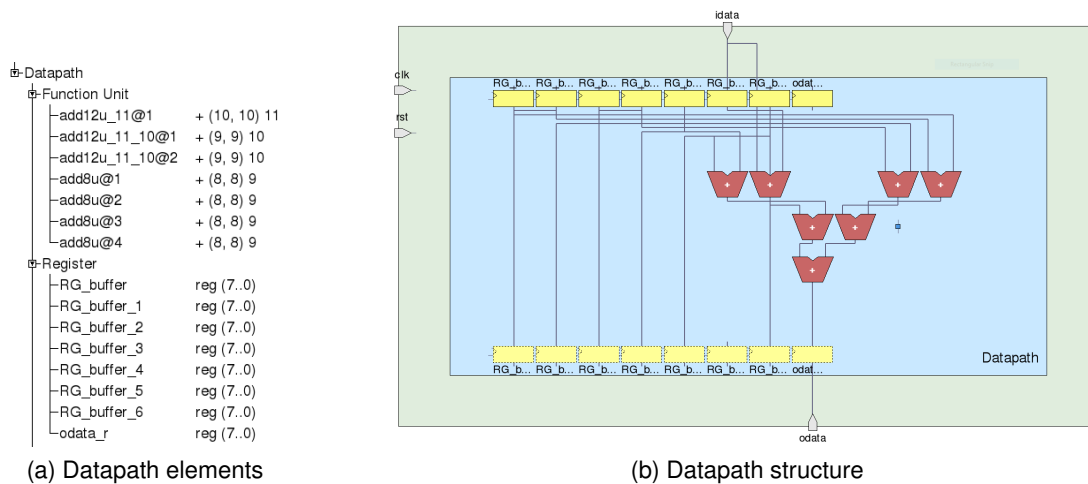 Datapath
Function Unit
add12u_11@1 + (10, 10) 11
add12u_11_10@1 + (9, 9) 10
add12u_11_10@2 + (9, 9) 10
add8u@1 + (8, 8) 9
add8u@2 + (8, 8) 9
add8u@3 + (8, 8) 9
add8u@4 + (8, 8) 9
Register
RG_buffer reg (7..0)
RG_buffer_1 reg (7..0)
RG_buffer_2 reg (7..0)
RG_buffer_3 reg (7..0)
RG_buffer_4 reg (7..0)
RG_buffer_5 reg (7..0)
RG_buffer_6 reg (7..0)
odata_r reg (7..0)
(a) Datapath elements
idata
clk
rst
RG_b... RG_b... RG_b... RG_b... RG_b... RG_b... RG_b... odat...
+ + + +
+ +
+
Datapath
RG_b... RG_b... RG_b... RG_b... RG_b... RG_b... RG_b... odat...
odata
(b) Datapath structure